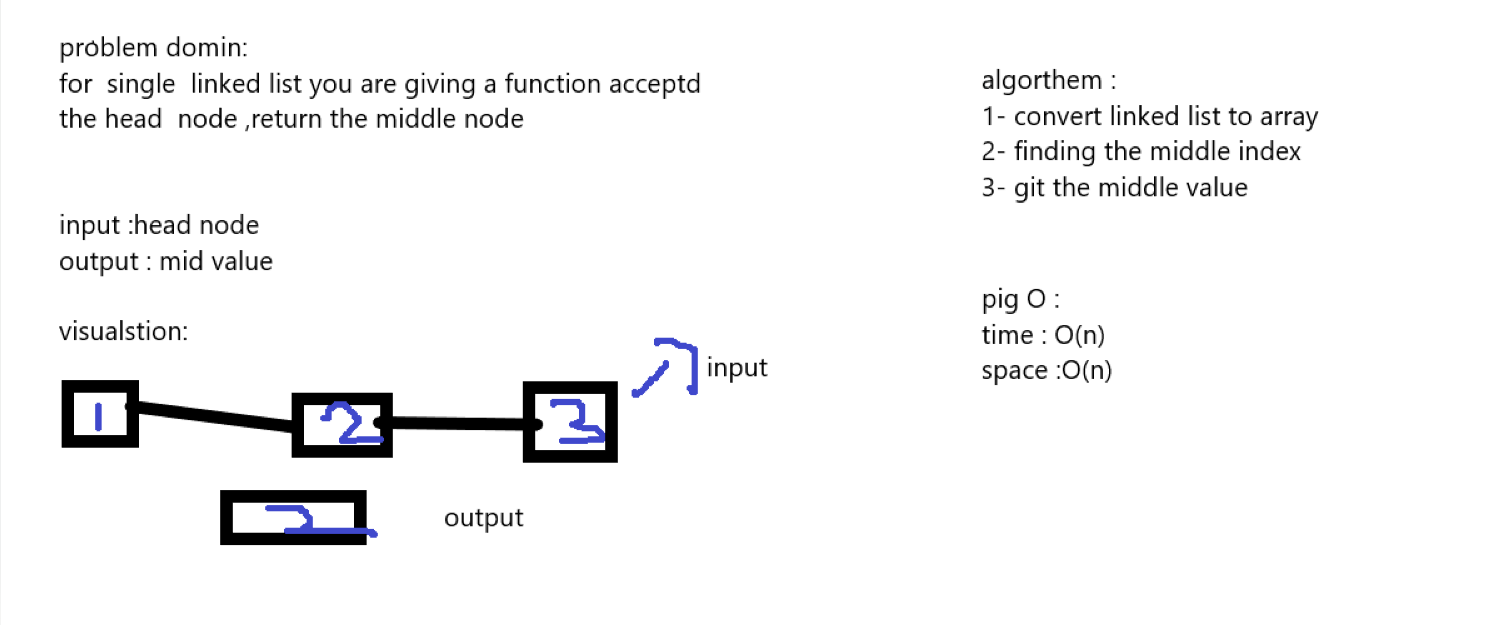 problem domin:
for single linked list you are giving a function acceptd
the head node ,return the middle node
input :head node
output : mid value
visualstion:
1 2 3
input
2
output
algorthem :
1- convert linked list to array
2- finding the middle index
3- git the middle value
pig O :
time : O(n)
space :O(n)